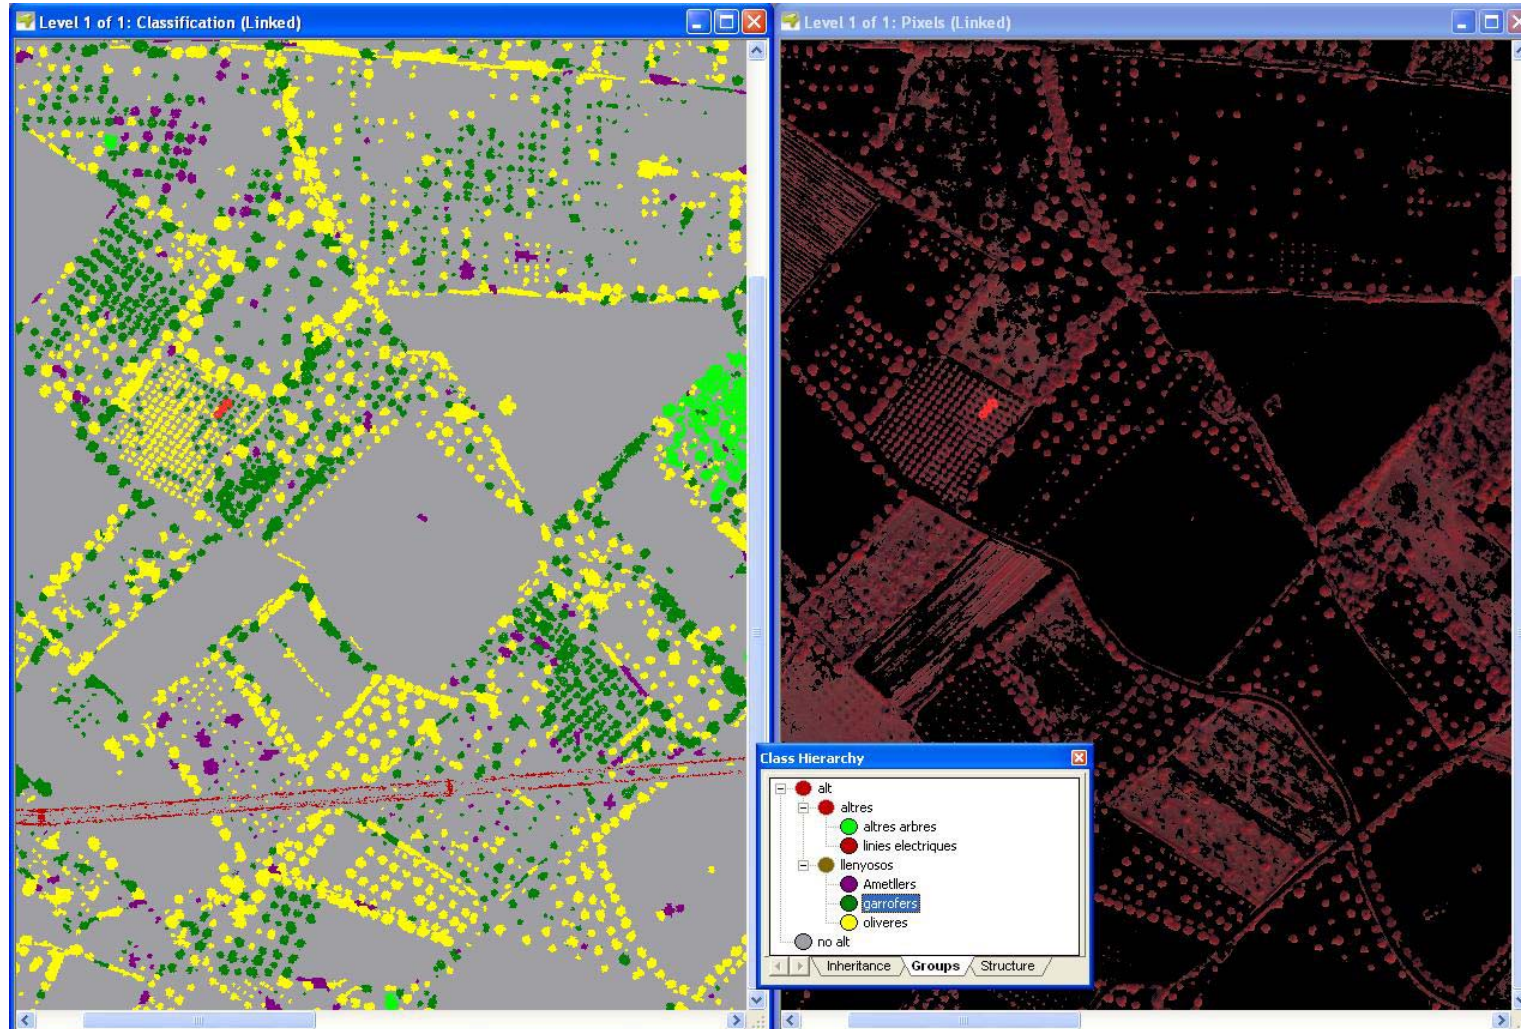 Level 1 of 1: Classification (Linked)
Level 1 of 1: Pixels (Linked)
Class Hierarchy
alt
altres
altres arbres
linies electriques
llenyosos
Ametllers
garrofers
oliveres
no alt
Inheritance Groups Structure